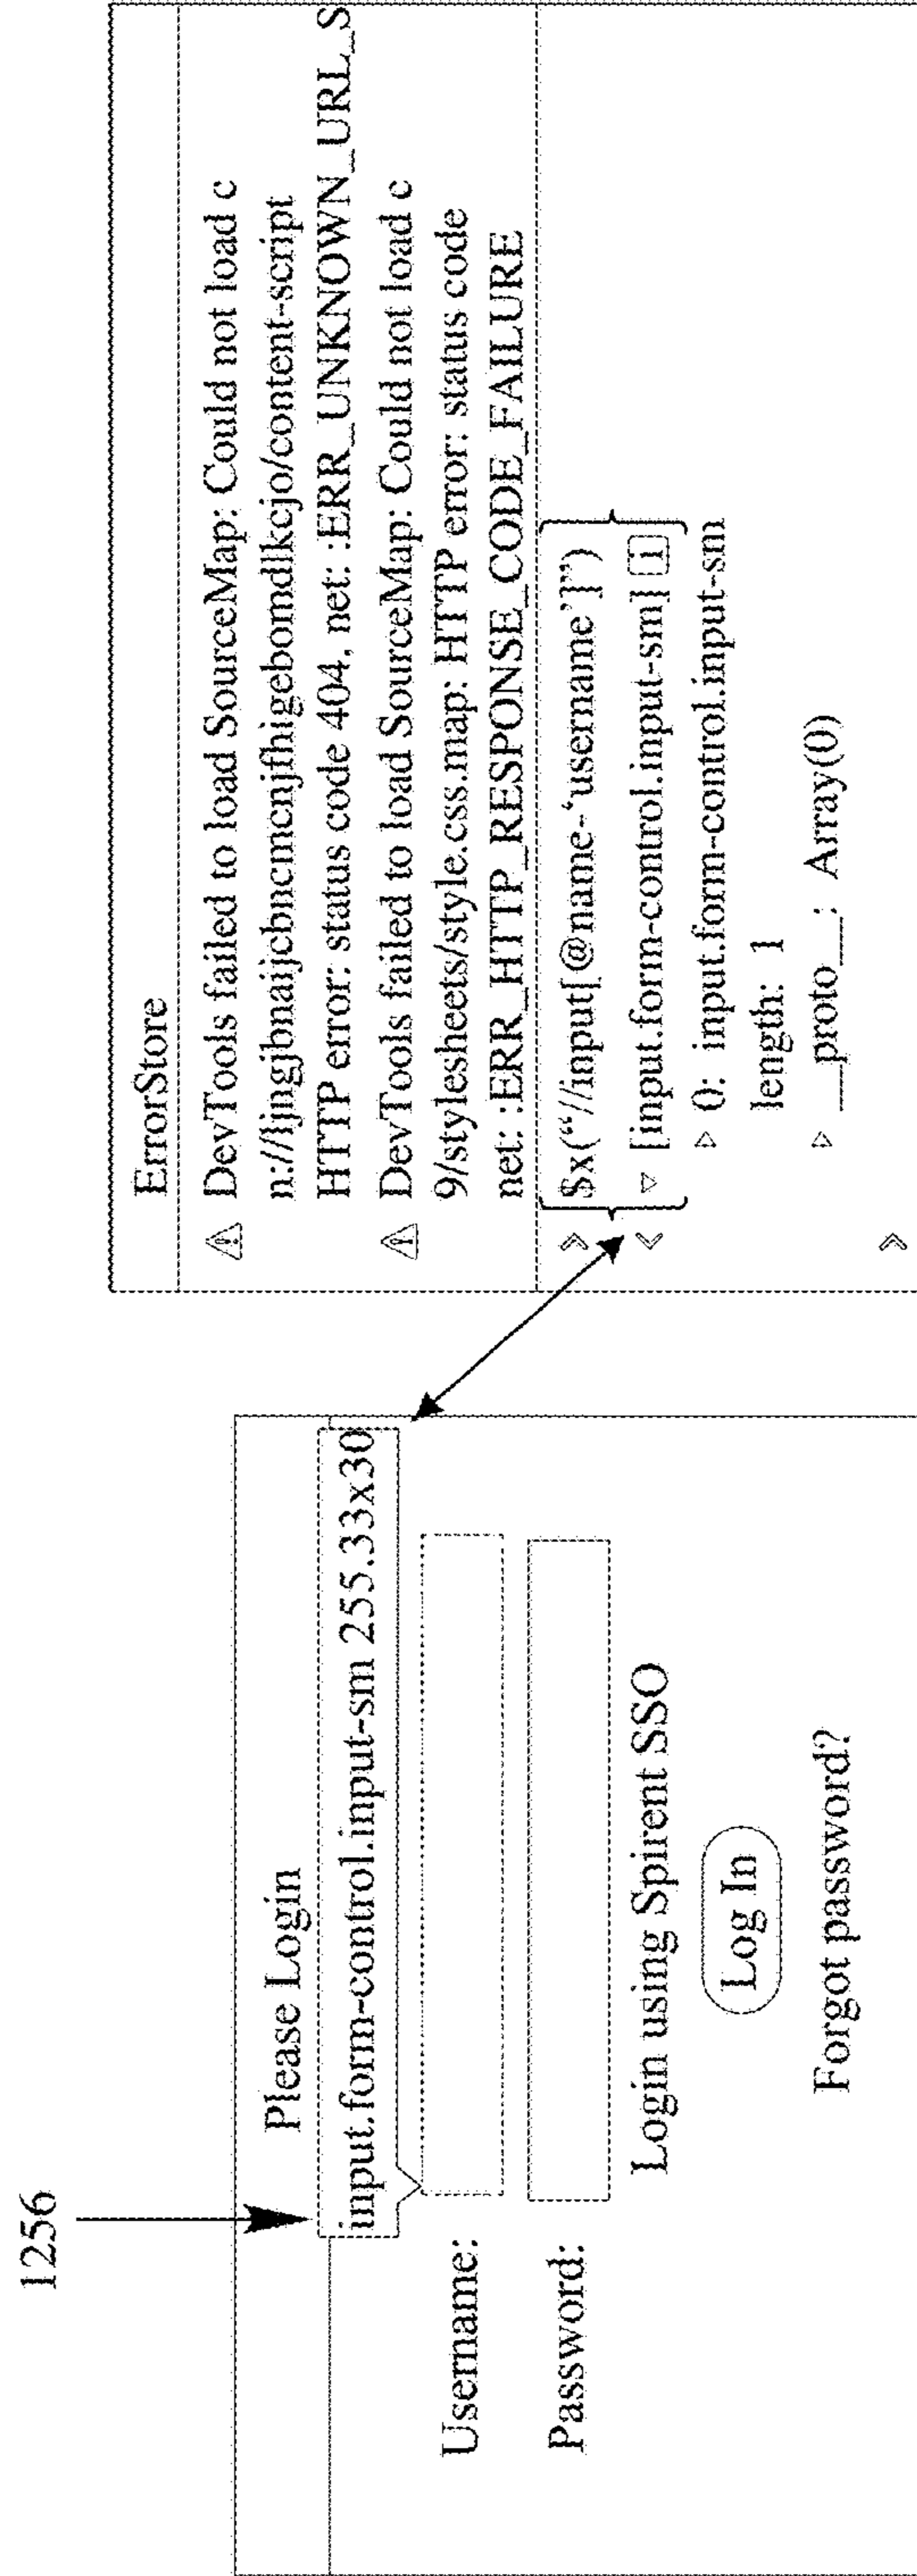 1256
Please Login
input.form-control.input-sm 255.33x30
Username:
Password:
Login using Spirent SSO
Log In
Forgot password?
ErrorStore
DevTools failed to load SourceMap: Could not load c
n://ljngjbnaijcbncmcnjfhigebomdlkcjo/content-script
HTTP error: status code 404, net: :ERR_UNKNOWN_URL_S
DevTools failed to load SourceMap: Could not load c
9/stylesheets/style.css.map: HTTP error: status code
net: :ERR_HTTP_RESPONSE_CODE_FAILURE
$x(“//input[@name-‘username’]”)
[input.form-control.input-sm] i
0: input.form-control.input-sm
length: 1
__proto__: Array(0)